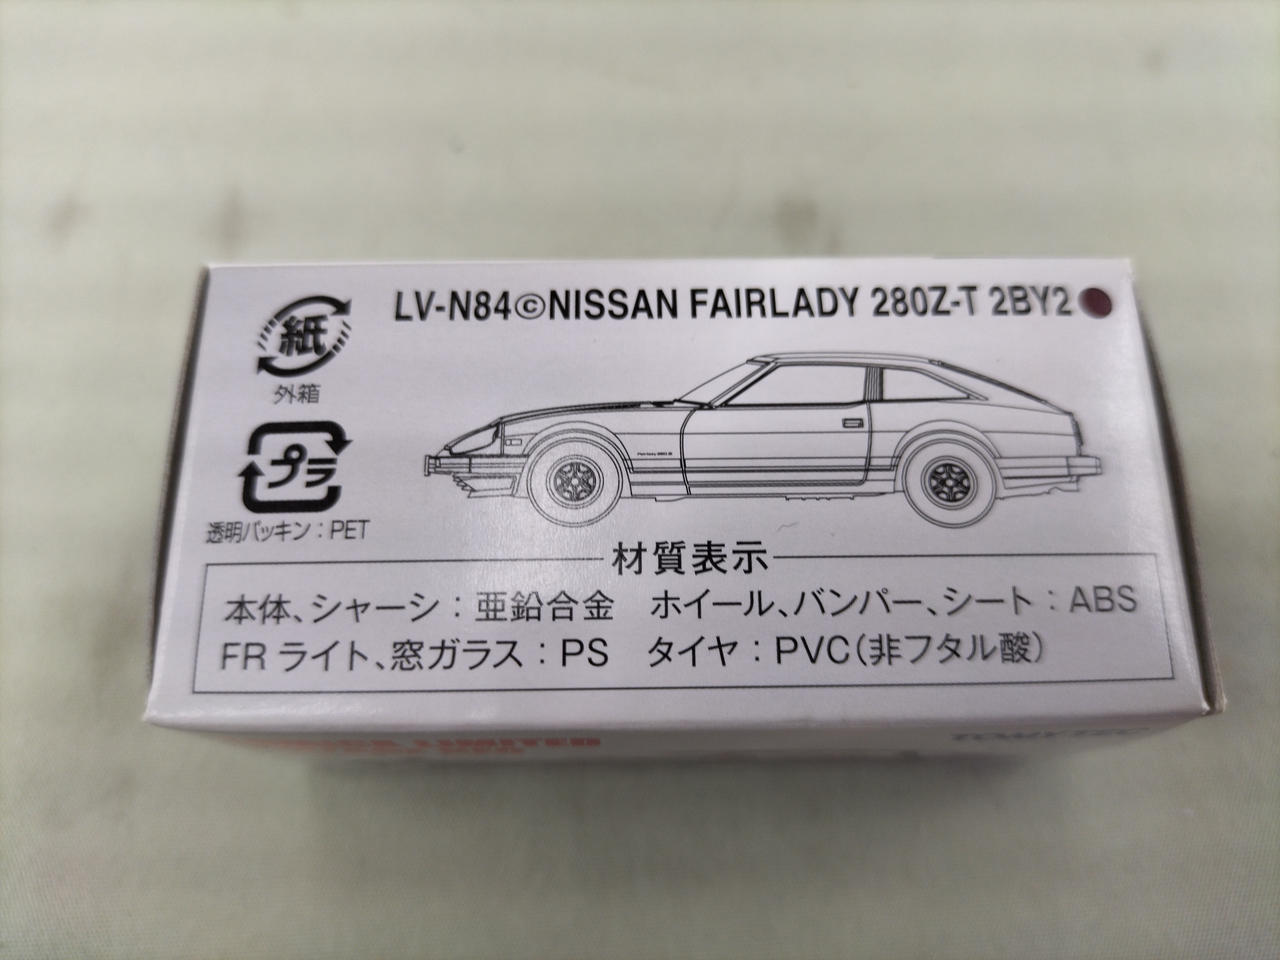 LV-N84ⓒNISSAN FAIRLADY 280Z-T 2BY2
紙
外箱
プラ
透明パッキン：PET
材質表示
本体、シャーシ：亜鉛合金　ホイール、バンパー、シート：ABS
FR ライト、窓ガラス：PS　タイヤ：PVC（非フタル酸）
LIMITED
TOMYTEC